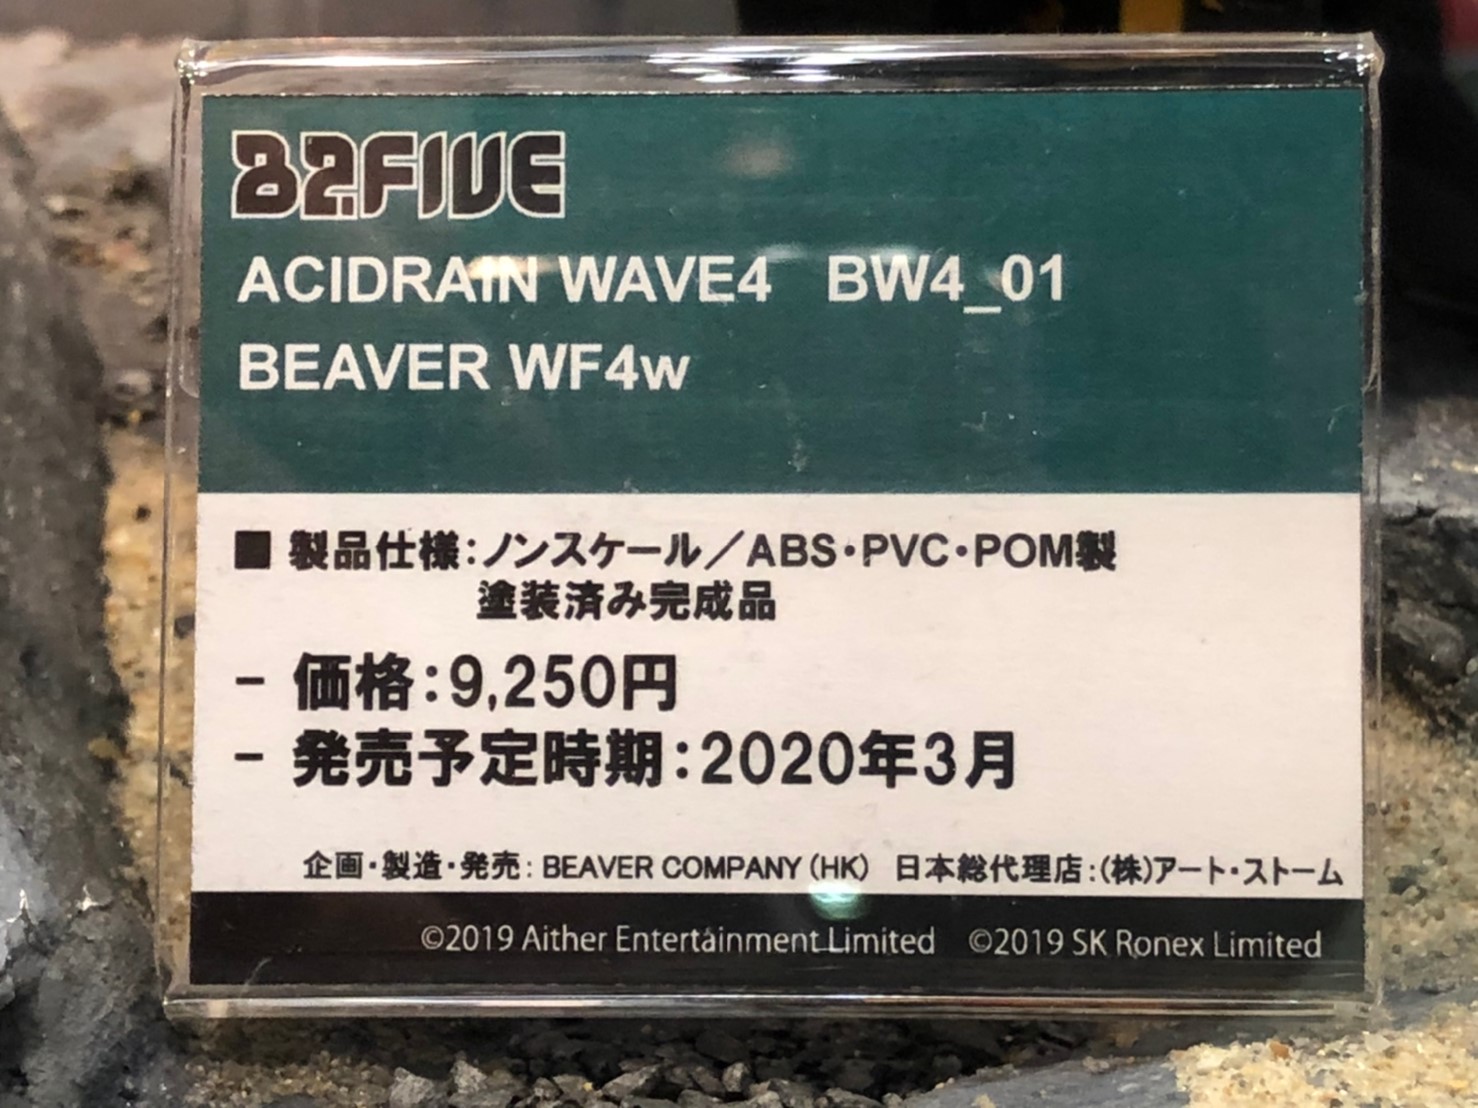 82.FIVE
ACIDRAIN WAVE4 BW4_01
BEAVER WF4w
■ 製品仕様：ノンスケール／ABS・PVC・POM製
塗装済み完成品
- 価格：9,250円
- 発売予定時期：2020年3月
企画・製造・発売：BEAVER COMPANY（HK） 日本総代理店：(株)アート・ストーム
©2019 Aither Entertainment Limited ©2019 SK Ronex Limited